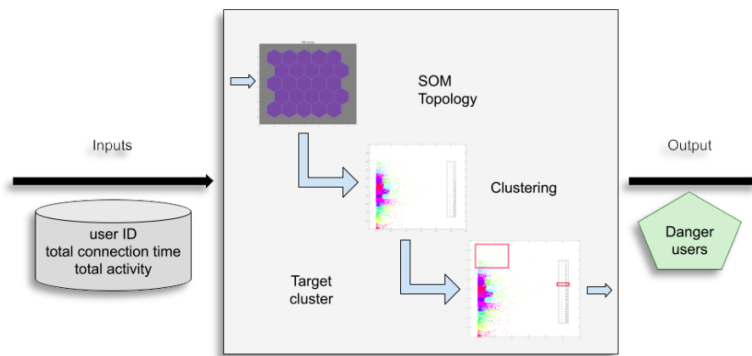 Inputs
user ID
total connection time
total activity
SOM
Topology
Clustering
Target
cluster
Output
Danger
users